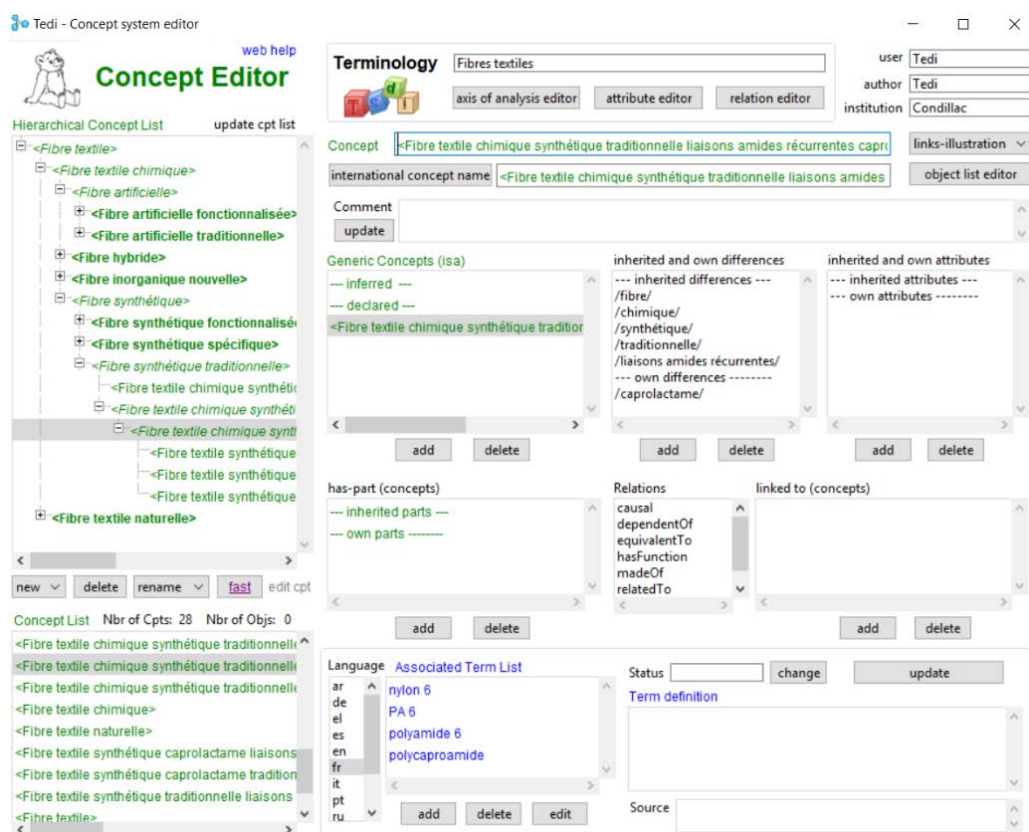 Tedi - Concept system editor
web help
Concept Editor
Hierarchical Concept List update cpt list
<Fibre textile>
<Fibre textile chimique>
<Fibre artificielle>
<Fibre artificielle fonctionnalisée>
<Fibre artificielle traditionnelle>
<Fibre hybride>
<Fibre inorganique nouvelle>
<Fibre synthétique>
<Fibre synthétique fonctionnalisé
<Fibre synthétique spécifique>
<Fibre synthétique traditionnelle>
<Fibre textile chimique synthétic
<Fibre textile chimique synthéti
<Fibre textile chimique synt
<Fibre textile synthétique
<Fibre textile synthétique
<Fibre textile synthétique
<Fibre textile naturelle>
new delete rename fast edit cpt
Concept List Nbr of Cpts: 28 Nbr of Objs: 0
<Fibre textile chimique synthétique traditionnelle
<Fibre textile chimique synthétique traditionnelle
<Fibre textile chimique synthétique traditionnelle
<Fibre textile chimique>
<Fibre textile naturelle>
<Fibre textile synthétique caprolactame liaisons
<Fibre textile synthétique caprolactame tradition
<Fibre textile synthétique traditionnelle liaisons
<Fibre textile>
Terminology Fibres textiles
T e d I
axis of analysis editor attribute editor relation editor
user Tedi
author Tedi
institution Condillac
Concept <Fibre textile chimique synthétique traditionnelle liaisons amides récurrentes capr
links-illustration
international concept name <Fibre textile chimique synthétique traditionnelle liaisons amides
object list editor
Comment
update
Generic Concepts (isa)
--- inferred ---
--- declared ---
<Fibre textile chimique synthétique tradition
add delete
inherited and own differences
--- inherited differences ---
/fibre/
/chimique/
/synthétique/
/traditionnelle/
/liaisons amides récurrentes/
--- own differences --------
/caprolactame/
add delete
inherited and own attributes
--- inherited attributes ---
--- own attributes --------
add delete
has-part (concepts)
--- inherited parts ---
--- own parts --------
add delete
Relations
causal
dependentOf
equivalentTo
hasFunction
madeOf
relatedTo
linked to (concepts)
add delete
Language
ar
de
el
es
en
fr
it
pt
ru
Associated Term List
nylon 6
PA 6
polyamide 6
polycaproamide
add delete edit
Status change update
Term definition
Source